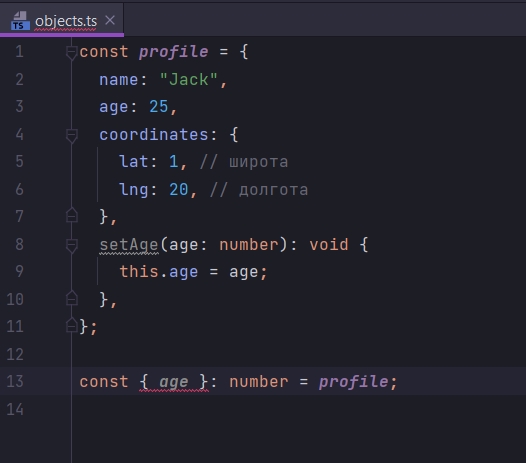 TS objects.ts ×
1 const profile = {
2   name: "Jack",
3   age: 25,
4   coordinates: {
5     lat: 1, // широта
6     lng: 20, // долгота
7   },
8   setAge(age: number): void {
9     this.age = age;
10   },
11 };
12
13 const { age }: number = profile;
14